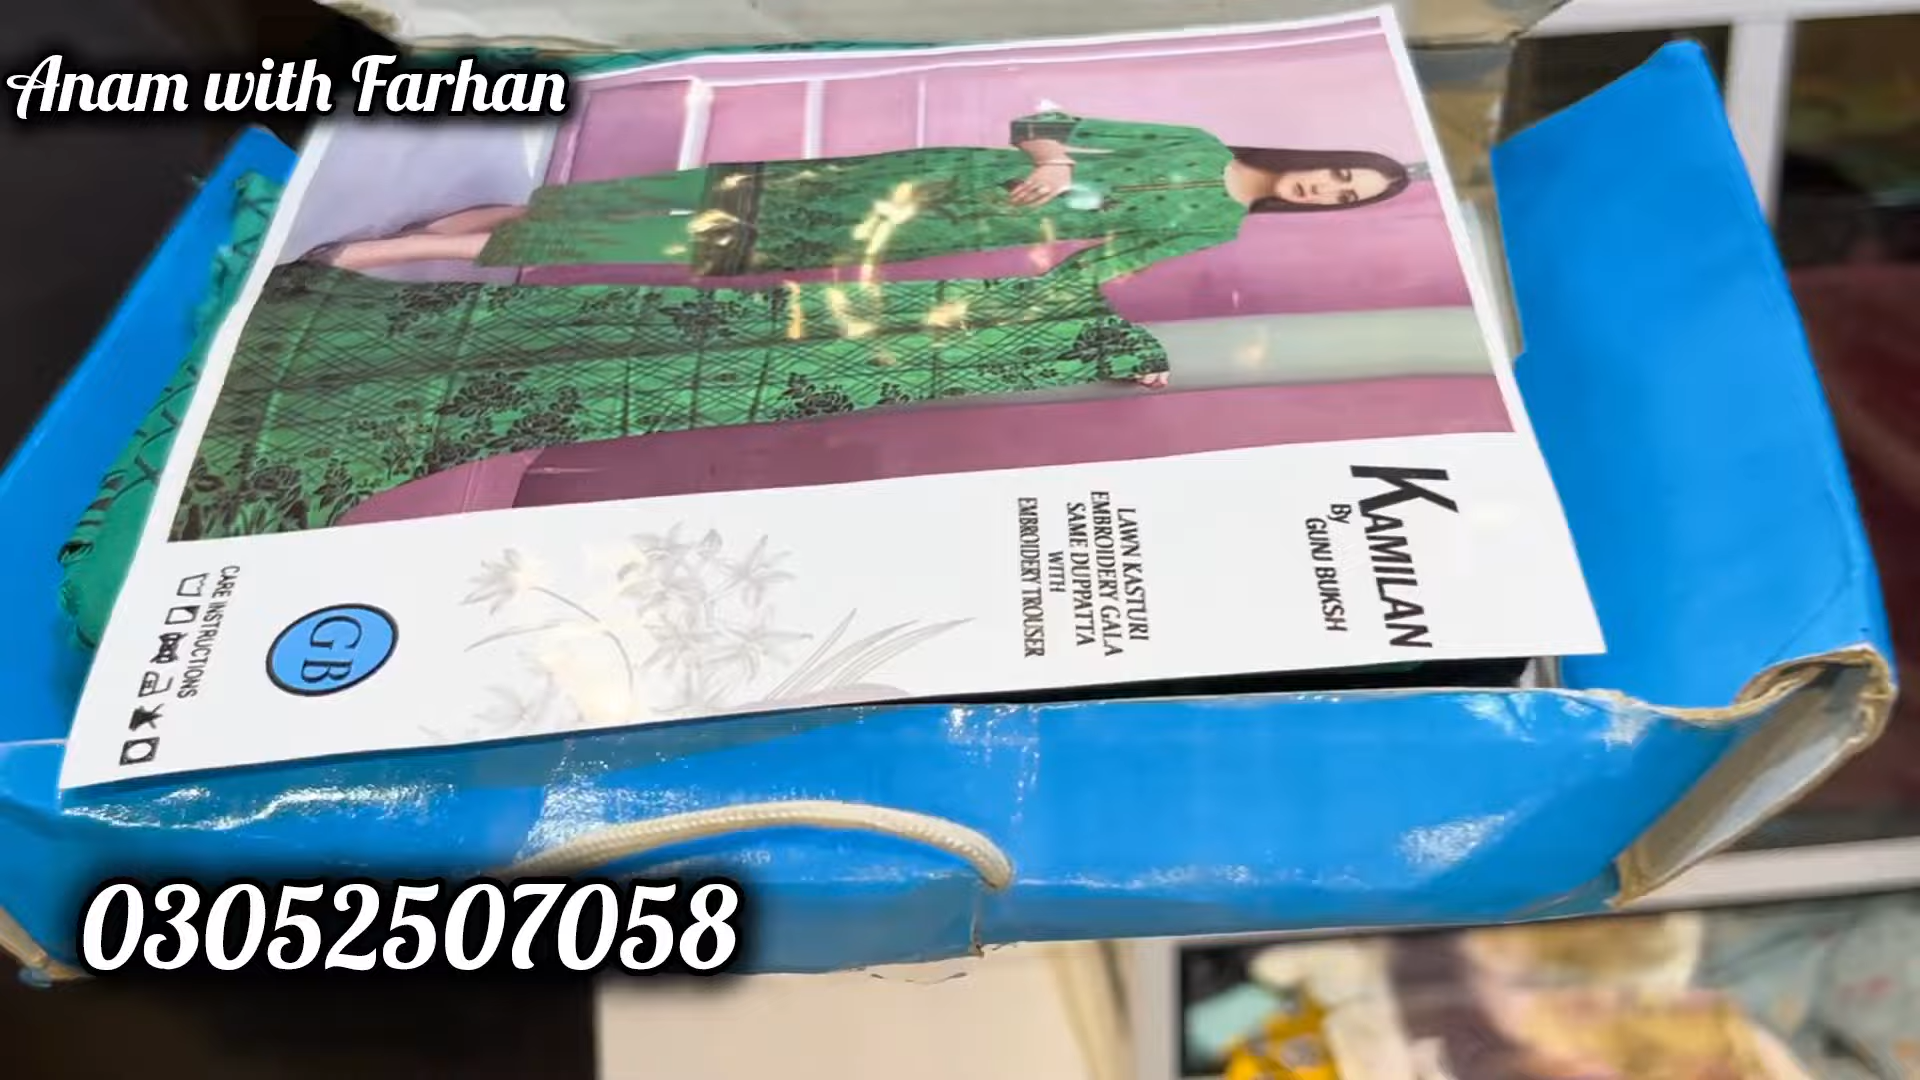 Anam with Farhan
KAMILAN
By
GUNJ BUKSH
LAWN KASTURI
EMBROIDERY GALA
SAME DUPPATTA
WITH
EMBROIDERY TROUSER
GB
CARE INSTRUCTIONS
03052507058